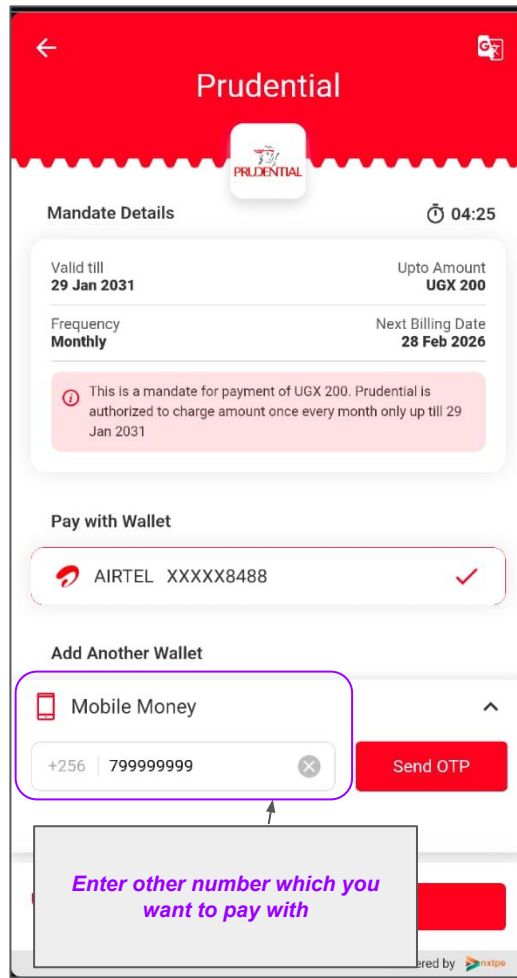 Prudential
PRUDENTIAL
Mandate Details 04:25
Valid till Upto Amount
29 Jan 2031 UGX 200
Frequency Next Billing Date
Monthly 28 Feb 2026
This is a mandate for payment of UGX 200. Prudential is
authorized to charge amount once every month only up till 29
Jan 2031
Pay with Wallet
AIRTEL XXXXX8488
Add Another Wallet
Mobile Money
+256 799999999 Send OTP
Enter other number which you
want to pay with
ered by nxtpe